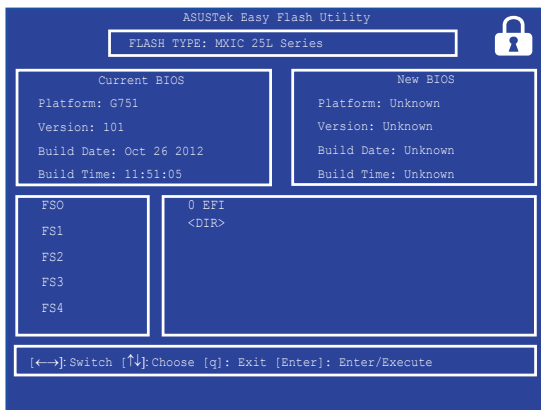 ASUSTek Easy Flash Utility
FLASH TYPE: MXIC 25L Series
Current BIOS
Platform: G751
Version: 101
Build Date: Oct 26 2012
Build Time: 11:51:05
New BIOS
Platform: Unknown
Version: Unknown
Build Date: Unknown
Build Time: Unknown
FSO
FS1
FS2
FS3
FS4
0 EFI
<DIR>
[←→]: Switch [↑↓]: Choose [q]: Exit [Enter]: Enter/Execute